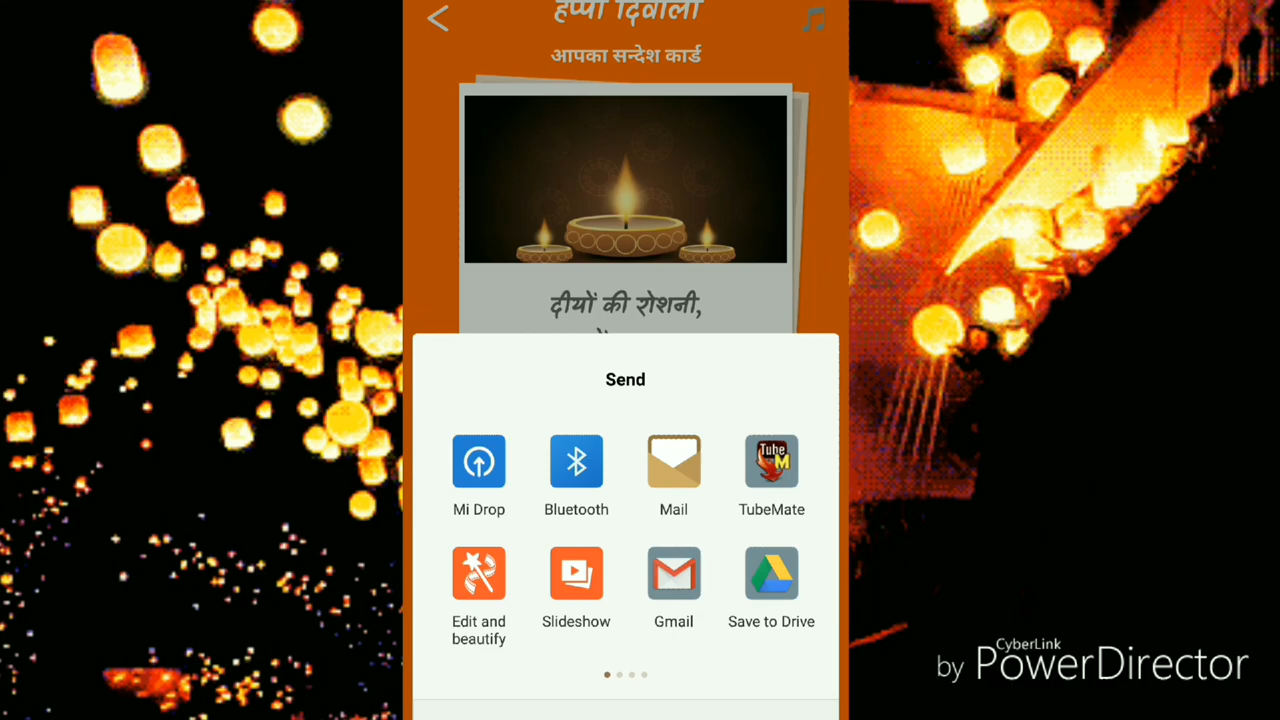 हैप्पी दिवाली
आपका सन्देश कार्ड
दीयों की रोशनी,
Send
Mi Drop
Bluetooth
Mail
Tube
M
TubeMate
Edit and
beautify
Slideshow
Gmail
Save to Drive
CyberLink
by PowerDirector